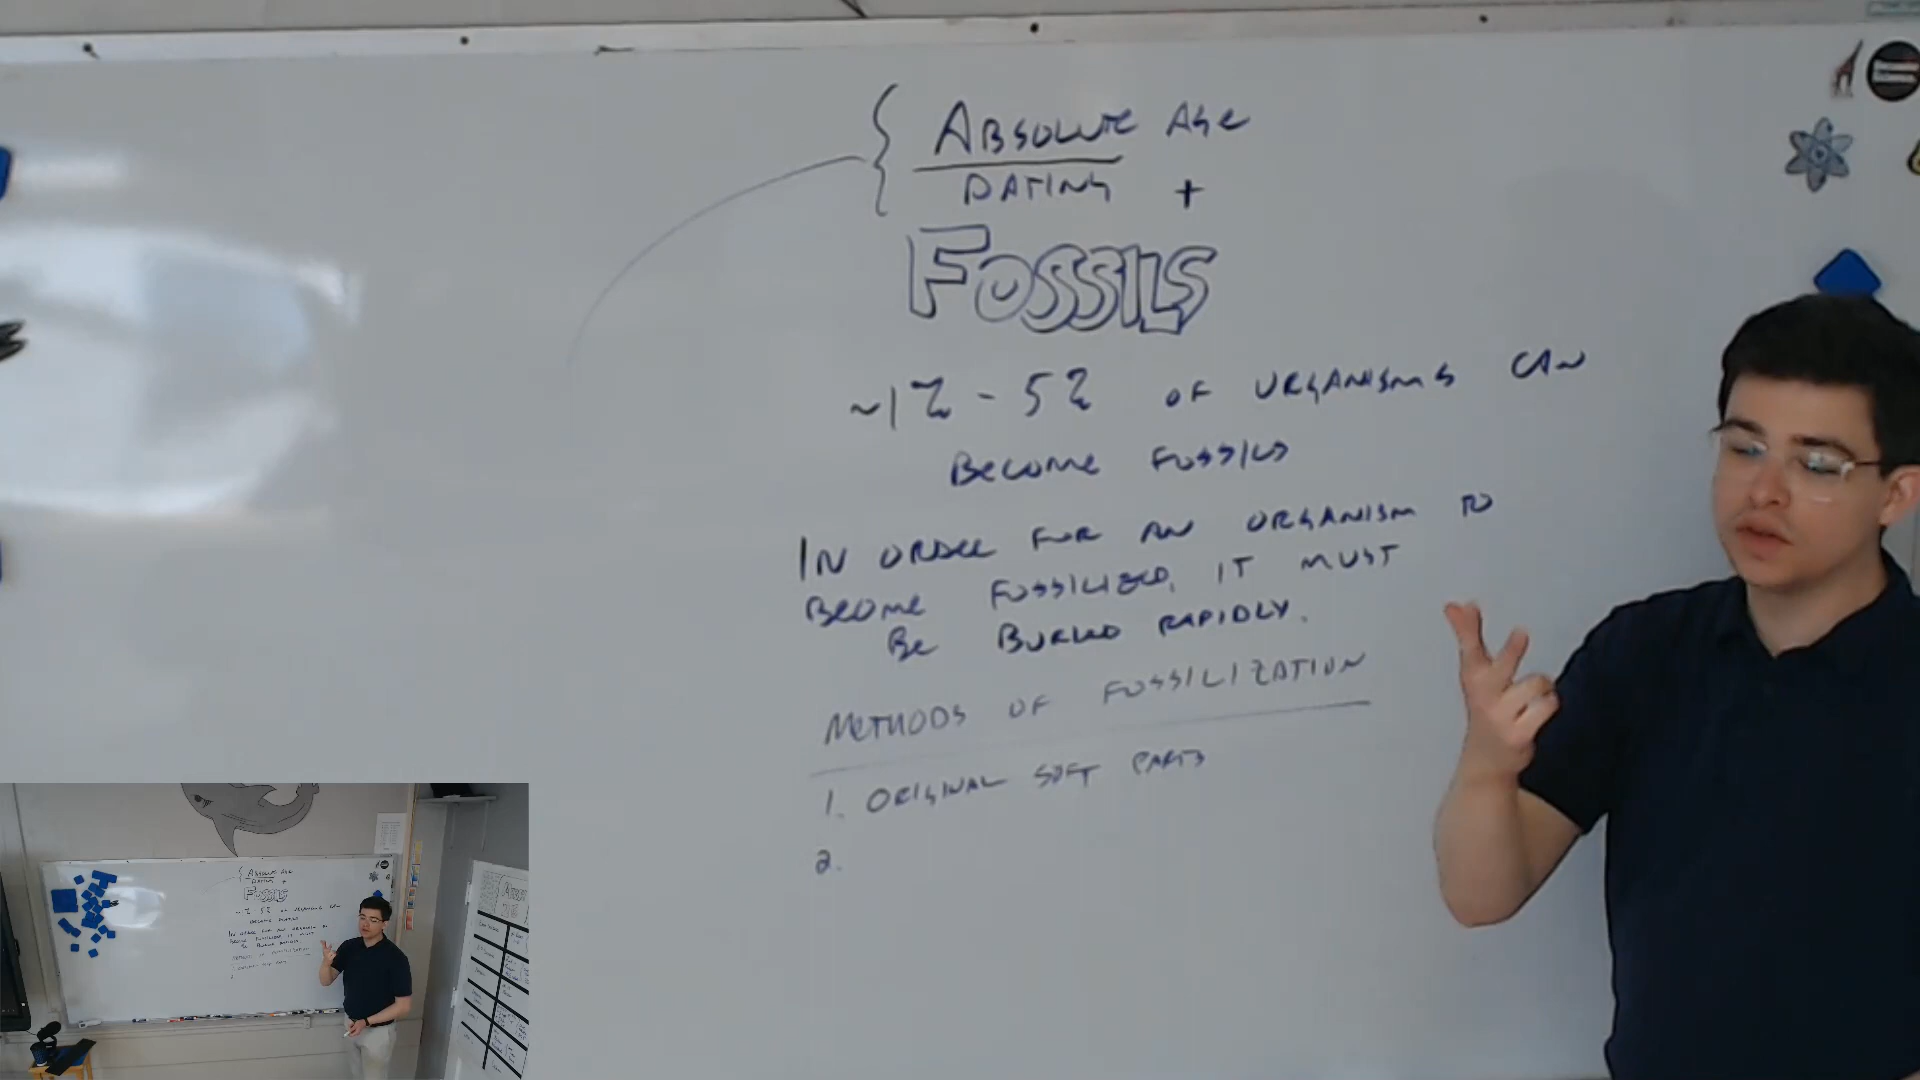 ABSOLUTE AGE
DATING +
FOSSILS
~1% - 5% OF ORGANISMS CAN
BECOME FOSSILS
IN ORDER FOR AN ORGANISM TO
BECOME FOSSILIZED, IT MUST
BE BURIED RAPIDLY.
METHODS OF FOSSILIZATION
1. ORIGINAL SOFT PARTS
2.